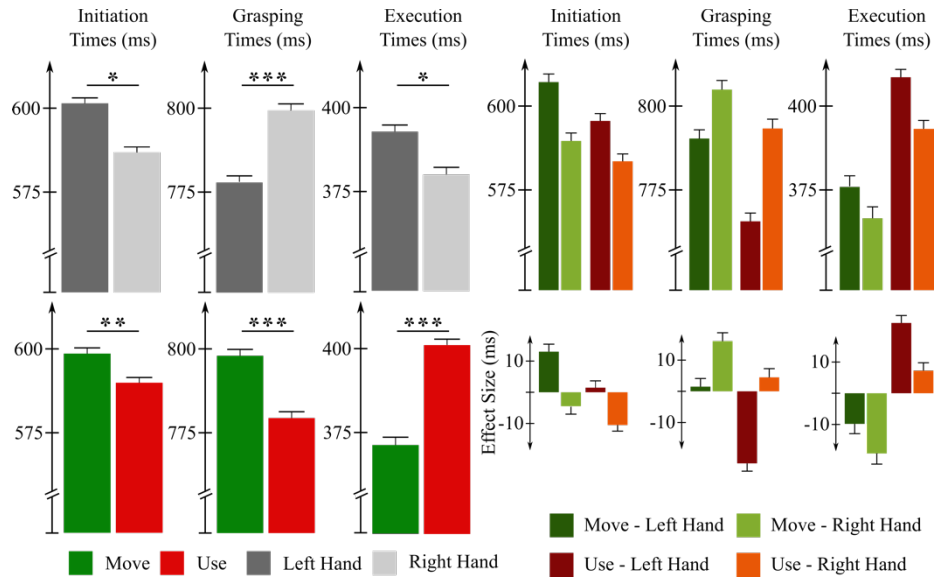 Initiation Times (ms)
Grasping Times (ms)
Execution Times (ms)
Initiation Times (ms)
Grasping Times (ms)
Execution Times (ms)
*
***
*
600
575
800
775
400
375
600
575
800
775
400
375
**
***
***
600
575
800
775
400
375
Effect Size (ms)
10
-10
10
-10
10
-10
Move
Use
Left Hand
Right Hand
Move - Left Hand
Move - Right Hand
Use - Left Hand
Use - Right Hand